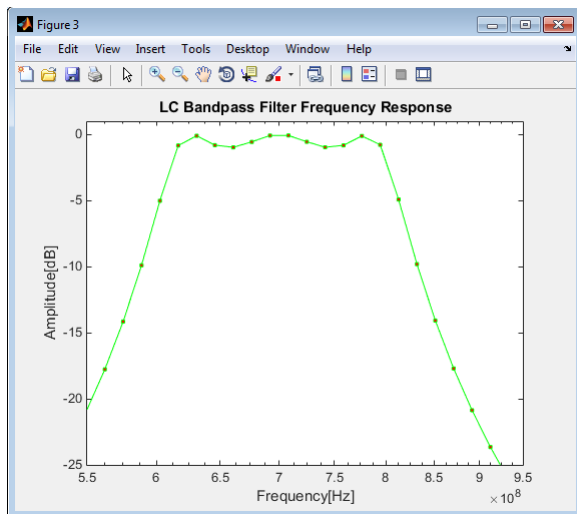 Figure 3
File Edit View Insert Tools Desktop Window Help
LC Bandpass Filter Frequency Response
Amplitude[dB]
0
-5
-10
-15
-20
-25
5.5 6 6.5 7 7.5 8 8.5 9 9.5
Frequency[Hz]
×10⁸